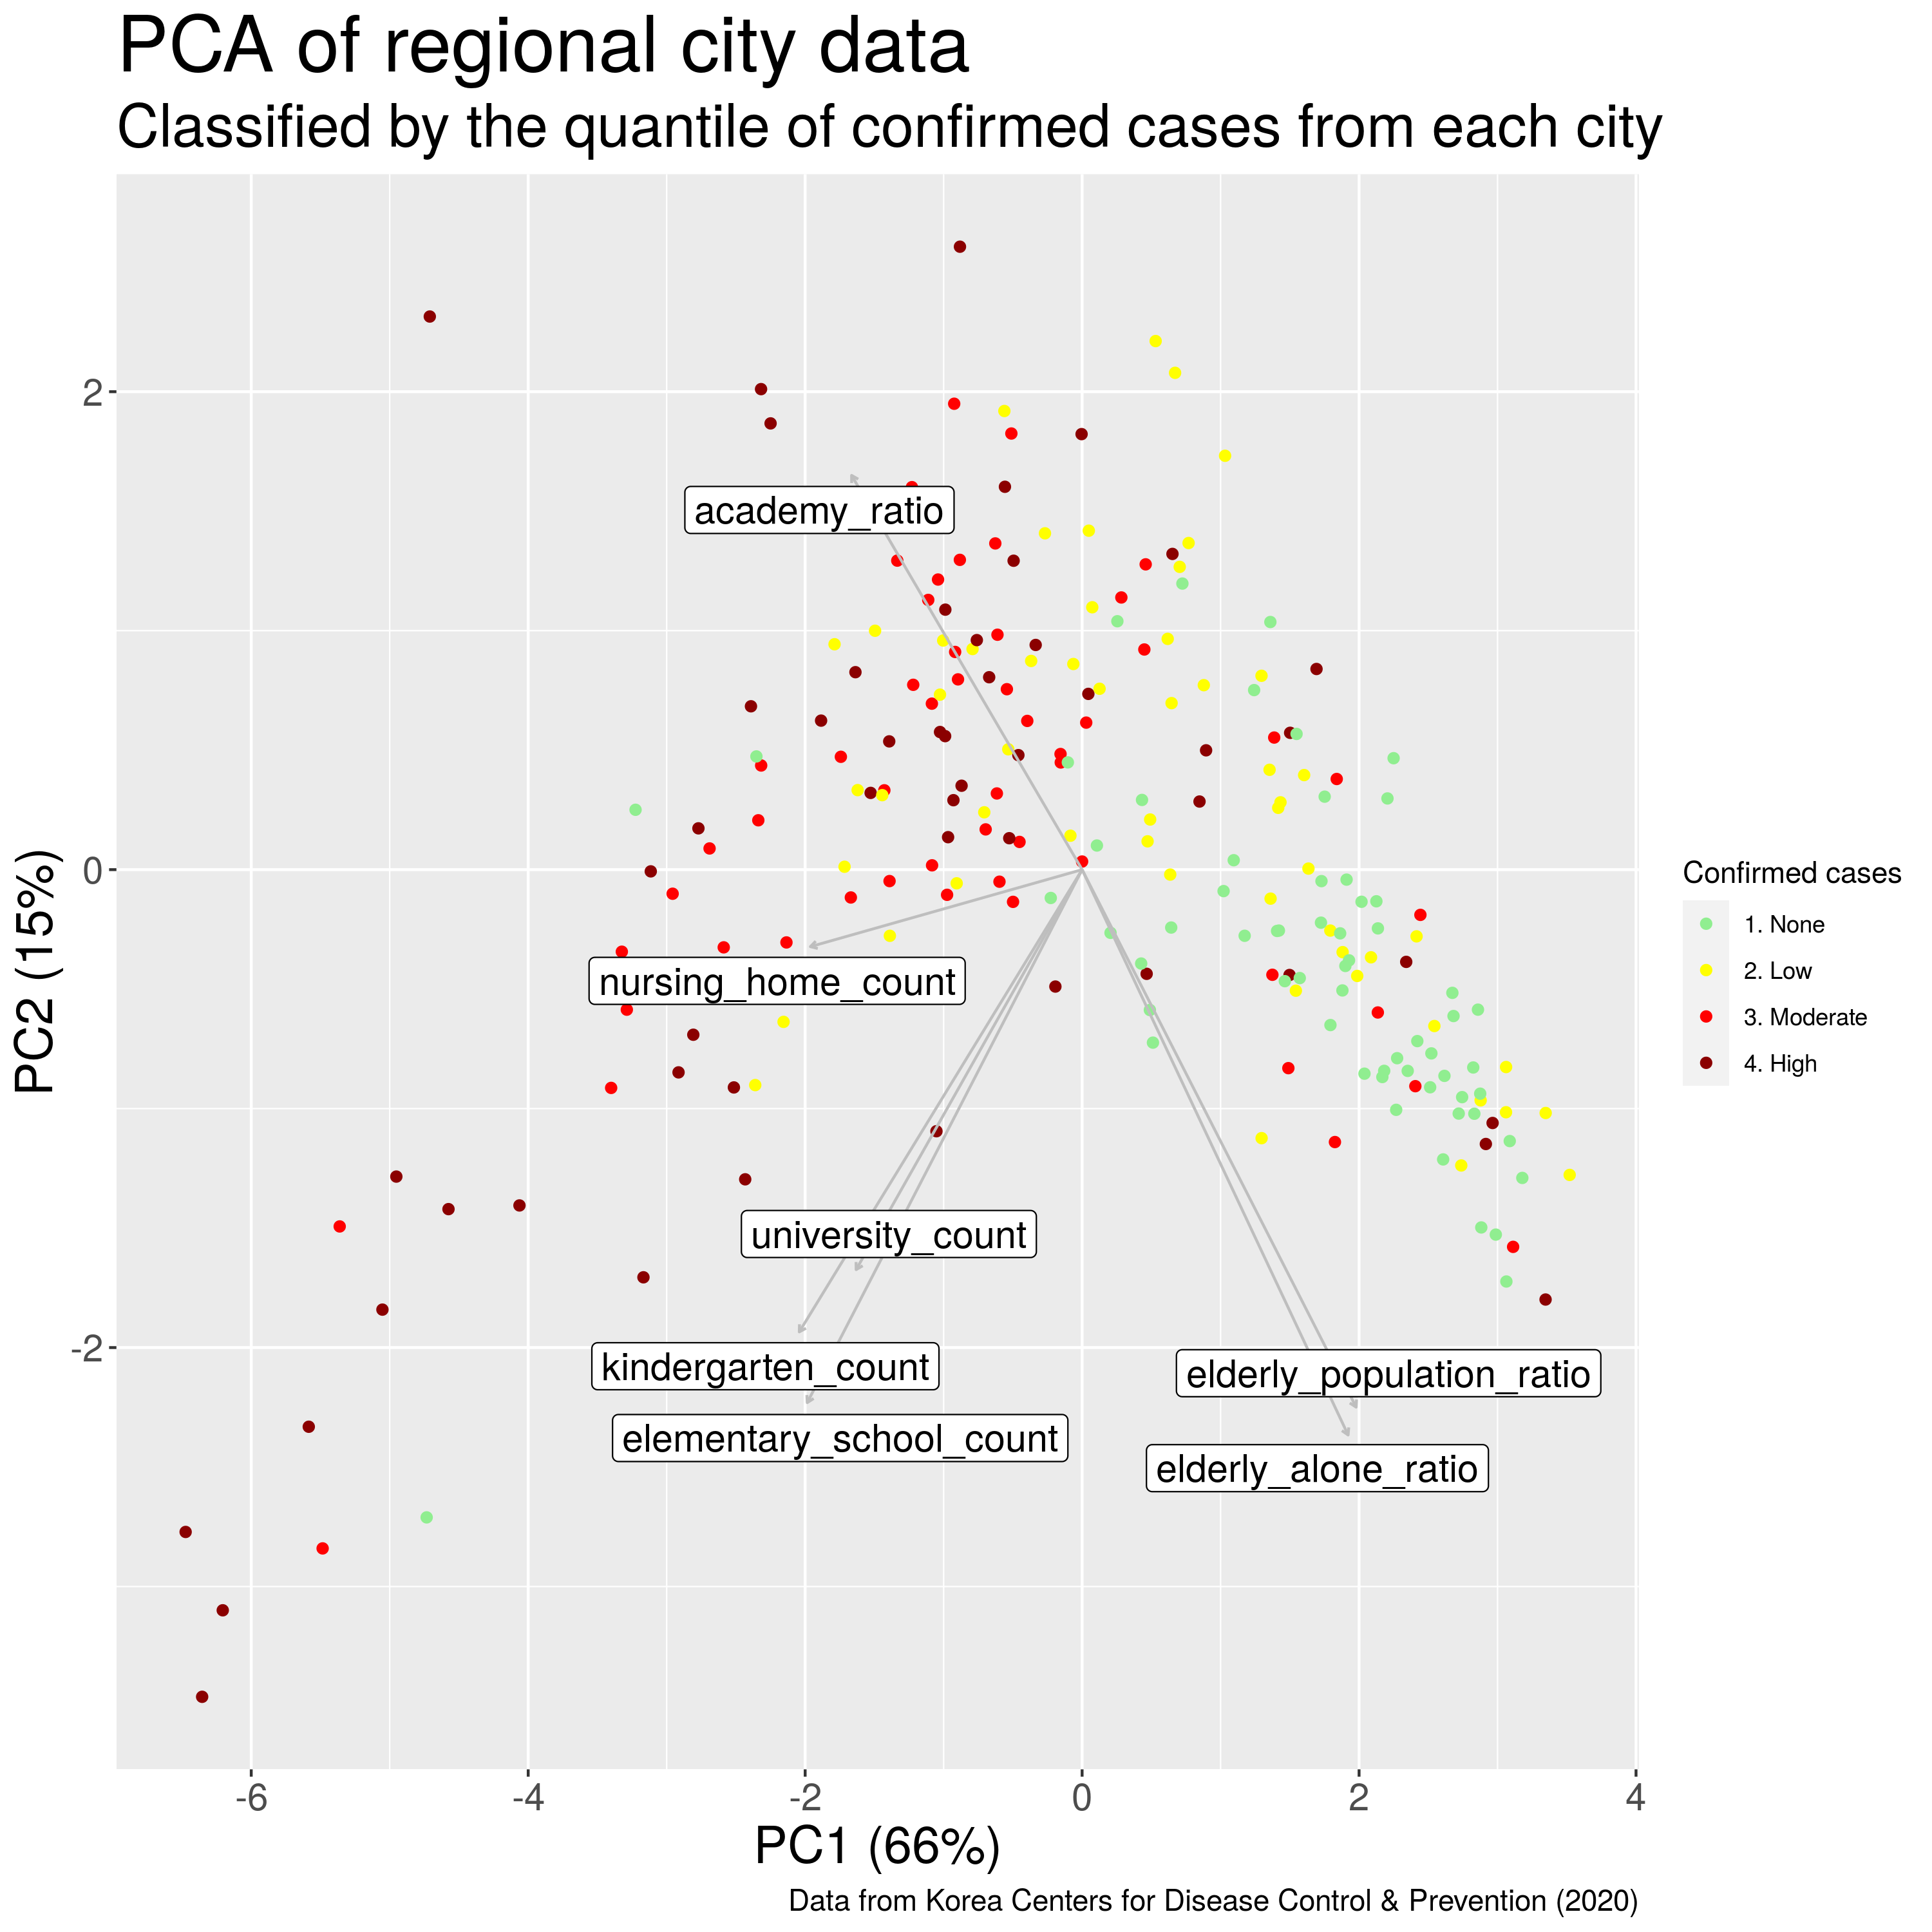 PCA of regional city data
Classified by the quantile of confirmed cases from each city
PC2 (15%)
2
0
-2
academy_ratio
nursing_home_count
university_count
kindergarten_count
elderly_population_ratio
elementary_school_count
elderly_alone_ratio
Confirmed cases
1. None
2. Low
3. Moderate
4. High
-6 -4 -2 0 2 4
PC1 (66%)
Data from Korea Centers for Disease Control & Prevention (2020)